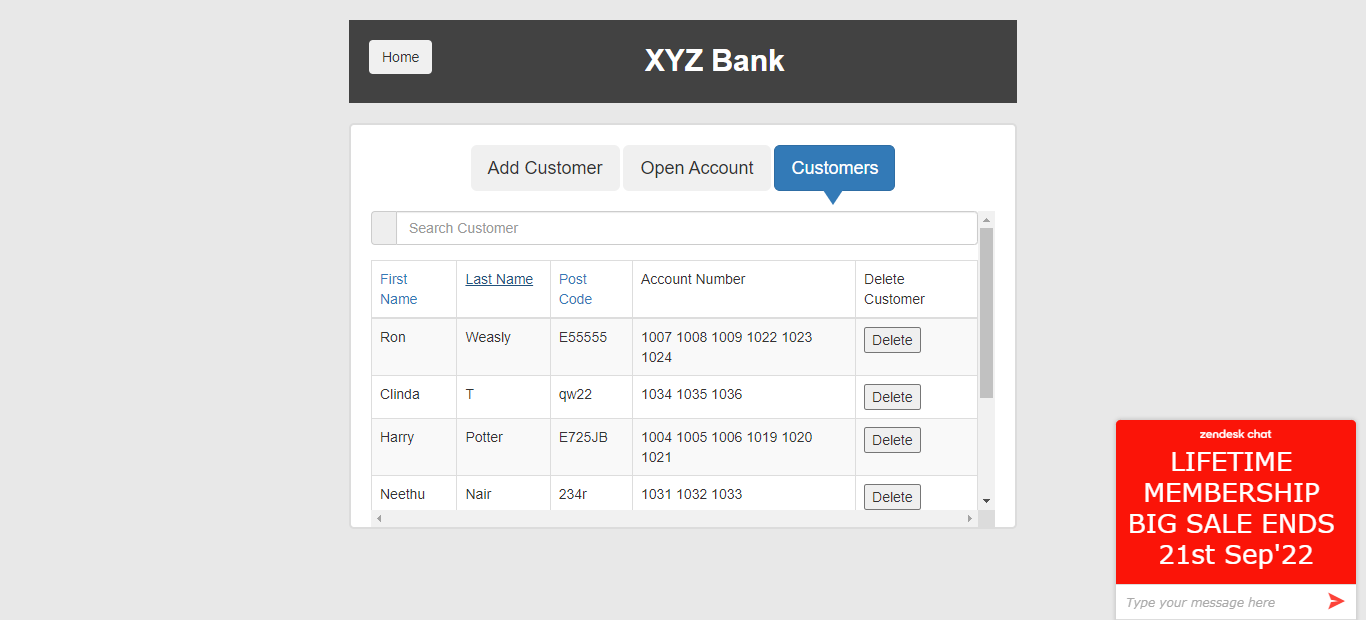 Home
XYZ Bank
Add Customer
Open Account
Customers
Search Customer
First Name
Last Name
Post Code
Account Number
Delete Customer
Ron Weasly E55555 1007 1008 1009 1022 1023
1024
Delete
Clinda T qw22 1034 1035 1036 Delete
Harry Potter E725JB 1004 1005 1006 1019 1020
1021
Delete
Neethu Nair 234r 1031 1032 1033 Delete
zendesk chat
LIFETIME
MEMBERSHIP
BIG SALE ENDS
21st Sep'22
Type your message here